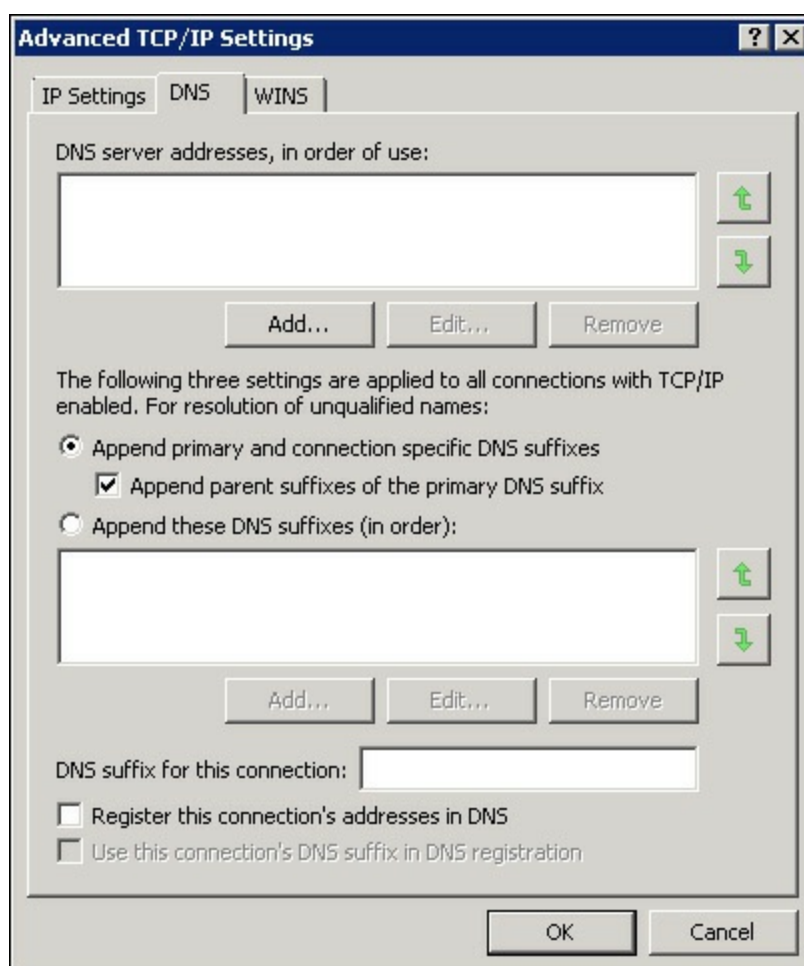 Advanced TCP/IP Settings
IP Settings DNS WINS
DNS server addresses, in order of use:
Add... Edit... Remove
The following three settings are applied to all connections with TCP/IP
enabled. For resolution of unqualified names:
Append primary and connection specific DNS suffixes
Append parent suffixes of the primary DNS suffix
Append these DNS suffixes (in order):
Add... Edit... Remove
DNS suffix for this connection:
Register this connection's addresses in DNS
Use this connection's DNS suffix in DNS registration
OK Cancel